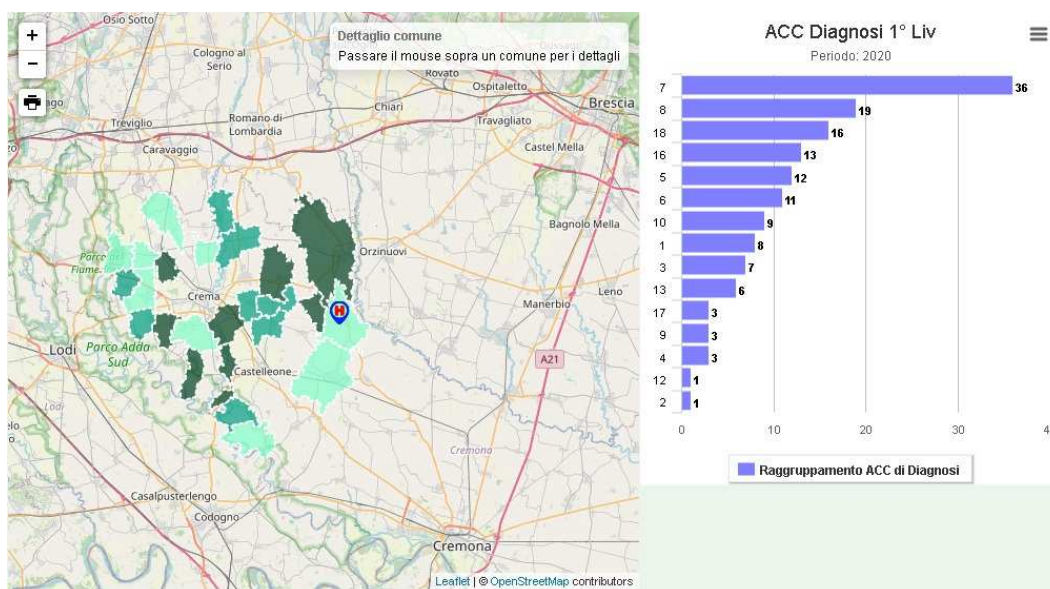 Osio Sotto
Cologno al
Serio
Dettaglio comune
Passare il mouse sopra un comune per i dettagli
Rovato
Ospitaletto
Brescia
Chiari
Travagliato
Romano di
Lombardia
Treviglio
Caravaggio
Castel Mella
Bagnolo Mella
Orzinuovi
Crema
Manerbio
Leno
Lodi
Parco Adda
Sud
Castelleone
A21
H
Lodi
Cremona
Casalpusterlengo
Codogno
Cremona
Leaflet | © OpenStreetMap contributors
+
−
ACC Diagnosi 1° Liv
Periodo: 2020
7 36
8 19
18 16
16 13
5 12
6 11
10 9
1 8
3 7
13 6
17 3
9 3
4 3
12 1
2 1
0 10 20 30 4
Raggruppamento ACC di Diagnosi